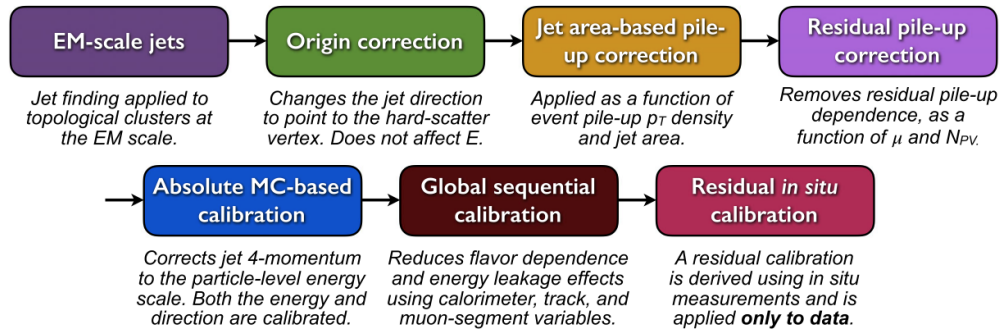 EM-scale jets
Jet finding applied to
topological clusters at
the EM scale.
Origin correction
Changes the jet direction
to point to the hard-scatter
vertex. Does not affect E.
Jet area-based pile-
up correction
Applied as a function of
event pile-up pT density
and jet area.
Residual pile-up
correction
Removes residual pile-up
dependence, as a
function of μ and NPV.
Absolute MC-based
calibration
Corrects jet 4-momentum
to the particle-level energy
scale. Both the energy and
direction are calibrated.
Global sequential
calibration
Reduces flavor dependence
and energy leakage effects
using calorimeter, track, and
muon-segment variables.
Residual in situ
calibration
A residual calibration
is derived using in situ
measurements and is
applied only to data.